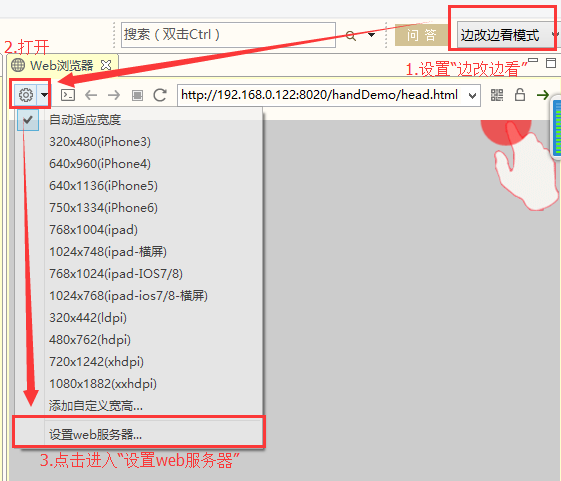 搜索（双击Ctrl）
问 答
边改边看模式
2.打开
Web浏览器
1.设置“边改边看”
http://192.168.0.122:8020/handDemo/head.html
自动适应宽度
320x480(iPhone3)
640x960(iPhone4)
640x1136(iPhone5)
750x1334(iPhone6)
768x1004(ipad)
1024x748(ipad-横屏)
768x1024(ipad-IOS7/8)
1024x768(ipad-ios7/8-横屏)
320x442(ldpi)
480x762(hdpi)
720x1242(xhdpi)
1080x1882(xxhdpi)
添加自定义宽高...
设置web服务器...
3.点击进入“设置web服务器”